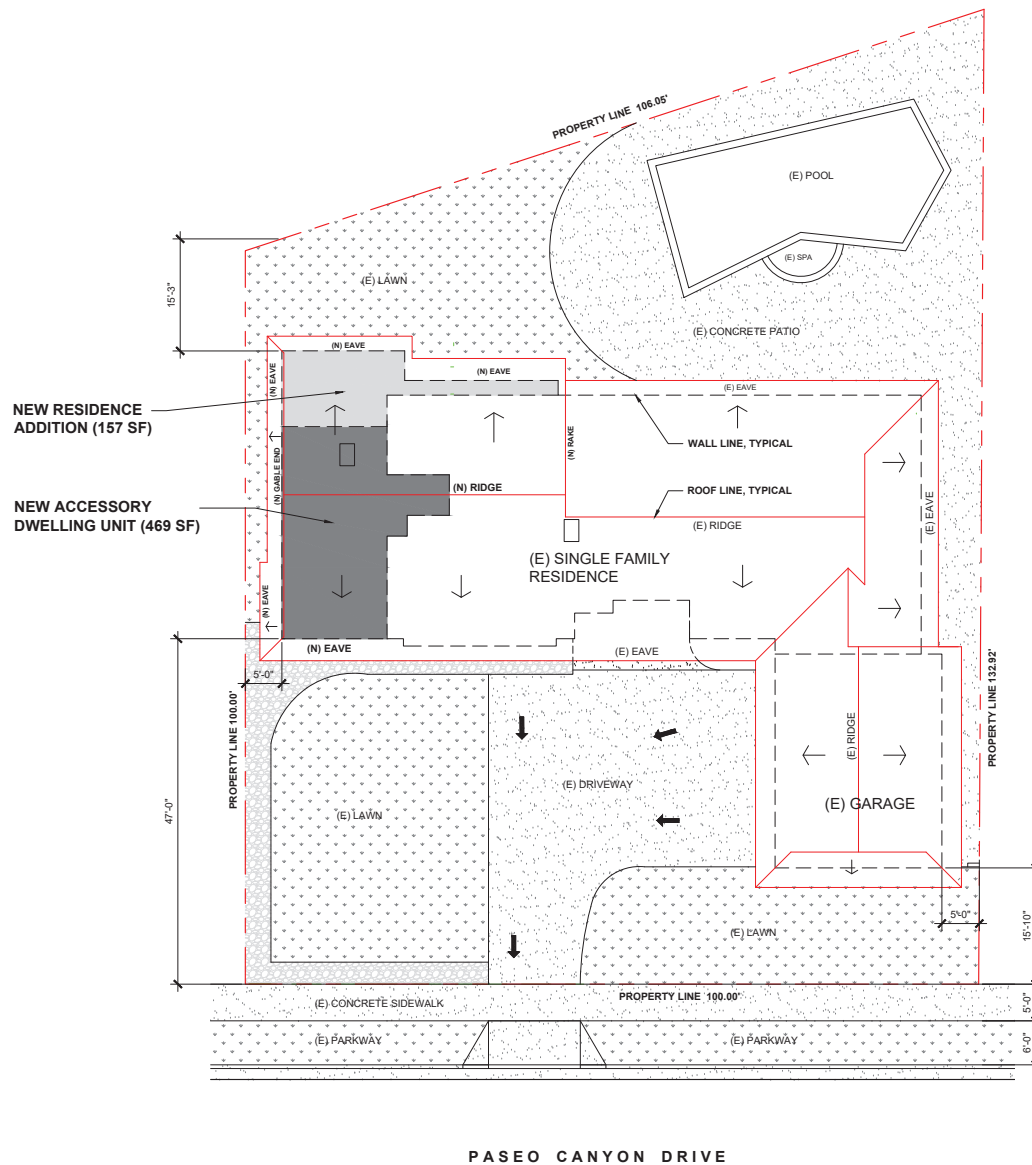 PROPERTY LINE 106.05'
(E) POOL
(E) SPA
15'-3"
(E) LAWN
(E) CONCRETE PATIO
(N) EAVE
(N) EAVE
(N) EAVE
(E) EAVE
NEW RESIDENCE
ADDITION (157 SF)
(N) RAKE
WALL LINE, TYPICAL
(N) GABLE END
(N) RIDGE
ROOF LINE, TYPICAL
NEW ACCESSORY
DWELLING UNIT (469 SF)
(E) RIDGE
(E) EAVE
(E) SINGLE FAMILY
RESIDENCE
(N) EAVE
(N) EAVE
(E) EAVE
5'-0"
PROPERTY LINE 100.00'
PROPERTY LINE 132.92'
(E) RIDGE
47'-0"
(E) LAWN
(E) DRIVEWAY
(E) GARAGE
5'-0"
15'-10"
(E) LAWN
PROPERTY LINE 100.00'
(E) CONCRETE SIDEWALK
5'-0"
(E) PARKWAY
(E) PARKWAY
6'-0"
PASEO CANYON DRIVE